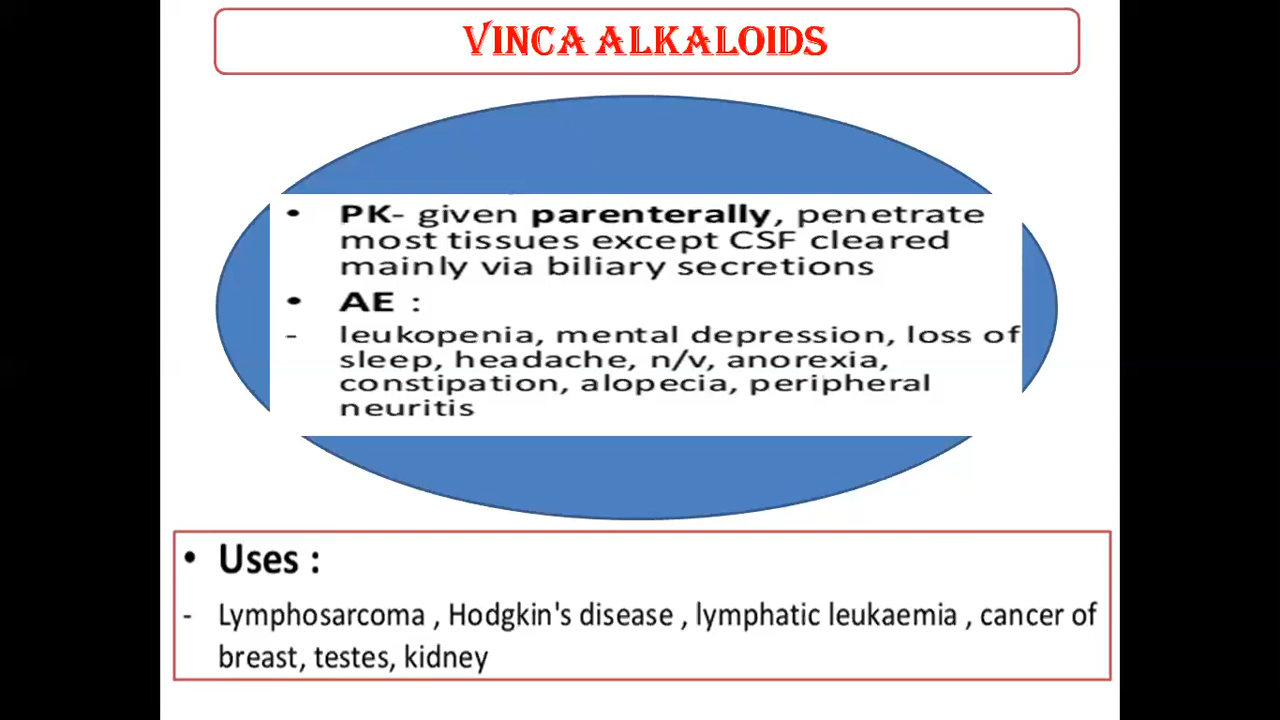 VINCA ALKALOIDS
• PK- given parenterally, penetrate
most tissues except CSF cleared
mainly via biliary secretions
• AE :
- leukopenia, mental depression, loss of
sleep, headache, n/v, anorexia,
constipation, alopecia, peripheral
neuritis
• Uses :
- Lymphosarcoma , Hodgkin's disease , lymphatic leukaemia , cancer of
breast, testes, kidney